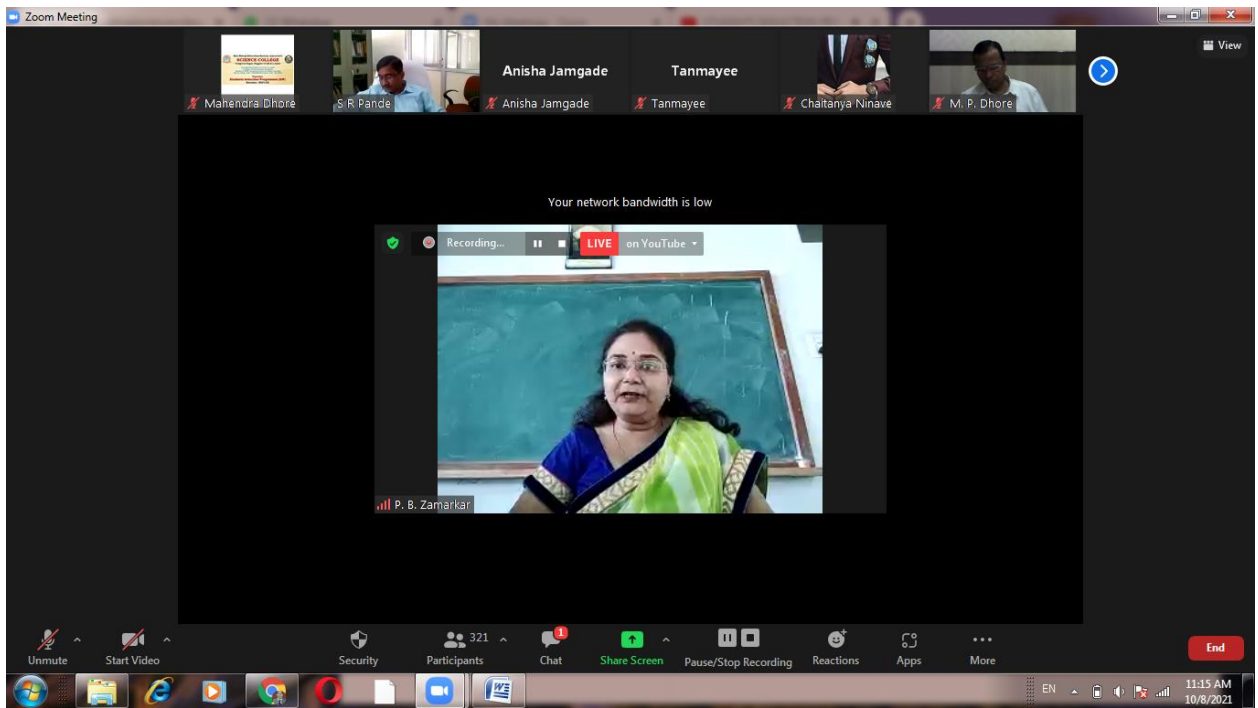 Zoom Meeting
View
SCIENCE COLLEGE
Mahendra Dhore
S R Pande
Anisha Jamgade
Anisha Jamgade
Tanmayee
Tanmayee
Chaitanya Ninave
M. P. Dhore
Your network bandwidth is low
Recording...
LIVE on YouTube
P. B. Zamarkar
Unmute
Start Video
Security
321
Participants
1
Chat
Share Screen
Pause/Stop Recording
Reactions
Apps
More
End
EN
11:15 AM
10/8/2021